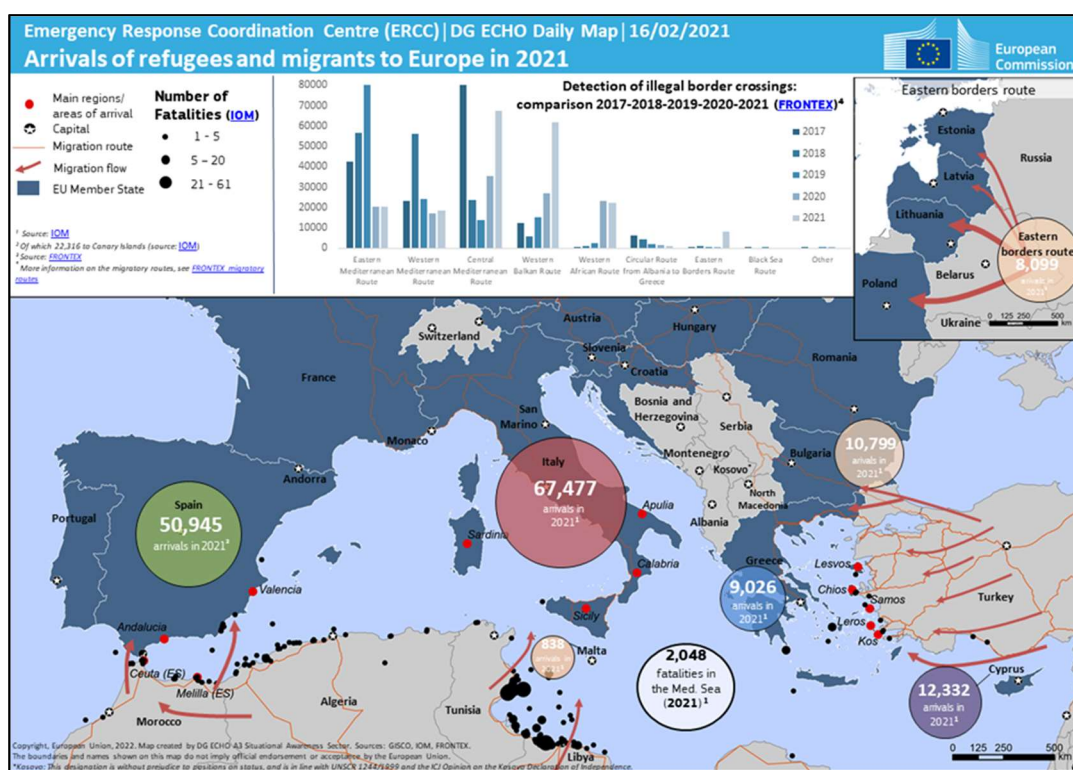 Emergency Response Coordination Centre (ERCC) | DG ECHO Daily Map | 16/02/2021
Arrivals of refugees and migrants to Europe in 2021
European
Commission
Main regions/
areas of arrival
Capital
Migration route
Migration flow
EU Member State
Number of
Fatalities (IOM)
1 - 5
5 – 20
21 - 61
¹ Source: IOM
² Of which 22,316 to Canary Islands (source: IOM)
³ Source: FRONTEX
⁴ More information on the migratory routes, see FRONTEX migratory
routes
Detection of illegal border crossings:
comparison 2017-2018-2019-2020-2021 (FRONTEX)⁴
80000
70000
60000
50000
40000
30000
20000
10000
0
2017
2018
2019
2020
2021
Eastern
Mediterranean
Route
Western
Mediterranean
Route
Central
Mediterranean
Route
Western
Balkan Route
Western
African Route
Circular Route
from Albania to
Greece
Eastern
Borders Route
Black Sea
Route
Other
Eastern borders route
Estonia
Russia
Latvia
Lithuania
Eastern
borders route
8,099
arrivals in
2021
Belarus
Poland
Ukraine
0 125 250 500
km
Switzerland
Austria
Hungary
Slovenia
Croatia
Romania
France
San
Marino
Bosnia and
Herzegovina
Serbia
Monaco
Montenegro
Kosovo*
Bulgaria
10,799
arrivals in
2021
Andorra
Italy
67,477
arrivals in
2021
North
Macedonia
Albania
Apulia
Spain
50,945
arrivals in 2021
Portugal
Sardinia
Calabria
Greece
9,026
arrivals in
2021
Lesvos
Chios
Samos
Turkey
Leros
Kos
Valencia
Sicily
Andalucia
838
arrivals in
2021
Malta
2,048
fatalities in
the Med. Sea
(2021) ¹
Cyprus
12,332
arrivals in
2021
Ceuta (ES)
Melilla (ES)
Morocco
Algeria
Tunisia
Libya
0 250 500
km
Copyright, European Union, 2022. Map created by DG ECHO A3 Situational Awareness Sector. Sources: GISCO, IOM, FRONTEX.
The boundaries and names shown on this map do not imply official endorsement or acceptance by the European Union.
*Kosovo: This designation is without prejudice to positions on status, and is in line with UNSCR 1244/1999 and the ICJ Opinion on the Kosovo Declaration of Independence.